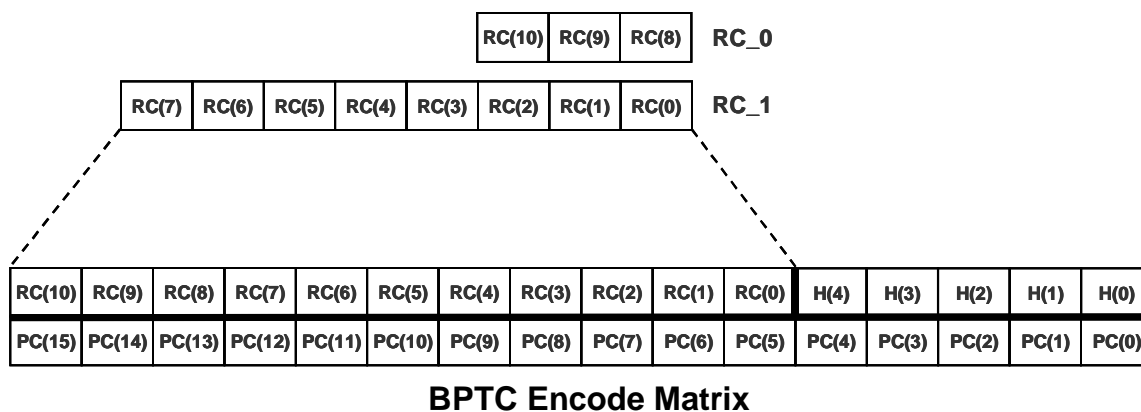 RC(10) RC(9) RC(8) RC_0
RC(7) RC(6) RC(5) RC(4) RC(3) RC(2) RC(1) RC(0) RC_1
RC(10) RC(9) RC(8) RC(7) RC(6) RC(5) RC(4) RC(3) RC(2) RC(1) RC(0) H(4) H(3) H(2) H(1) H(0)
PC(15) PC(14) PC(13) PC(12) PC(11) PC(10) PC(9) PC(8) PC(7) PC(6) PC(5) PC(4) PC(3) PC(2) PC(1) PC(0)
BPTC Encode Matrix